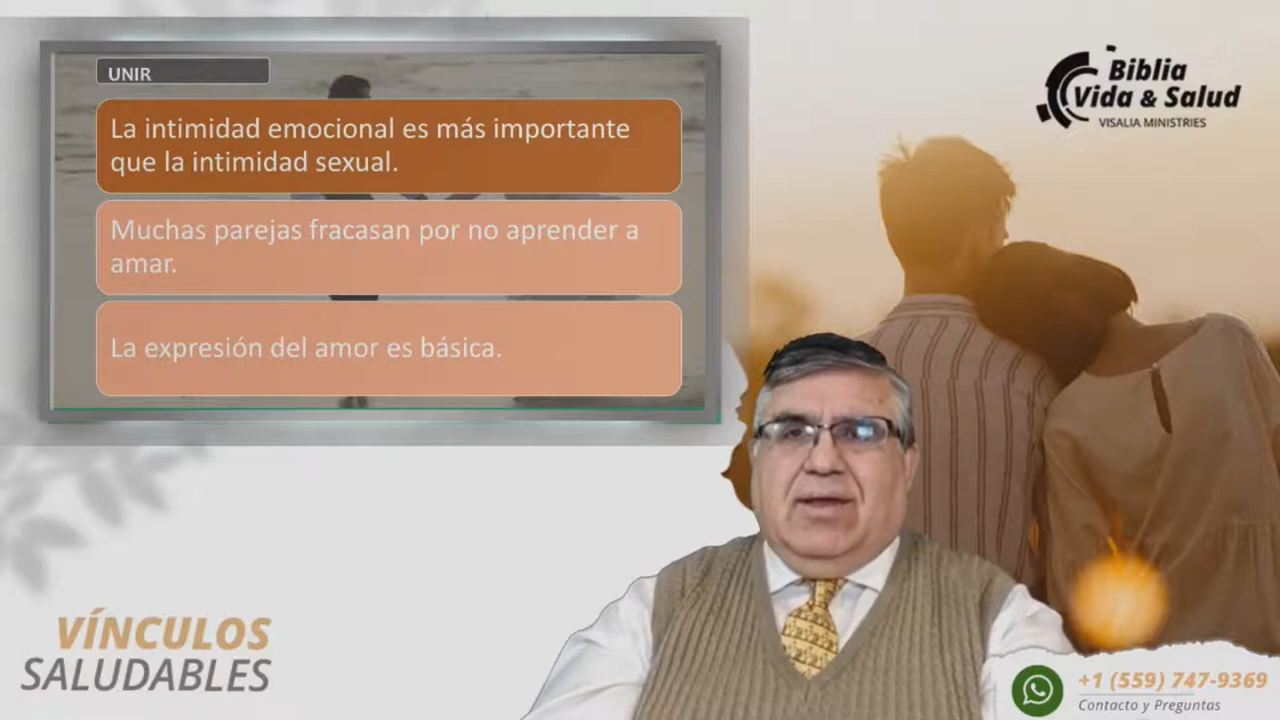 UNIR
La intimidad emocional es más importante
que la intimidad sexual.
Muchas parejas fracasan por no aprender a
amar.
La expresión del amor es básica.
Biblia
Vida & Salud
VISALIA MINISTRIES
VÍNCULOS
SALUDABLES
+1 (559) 747-9369
Contacto y Preguntas